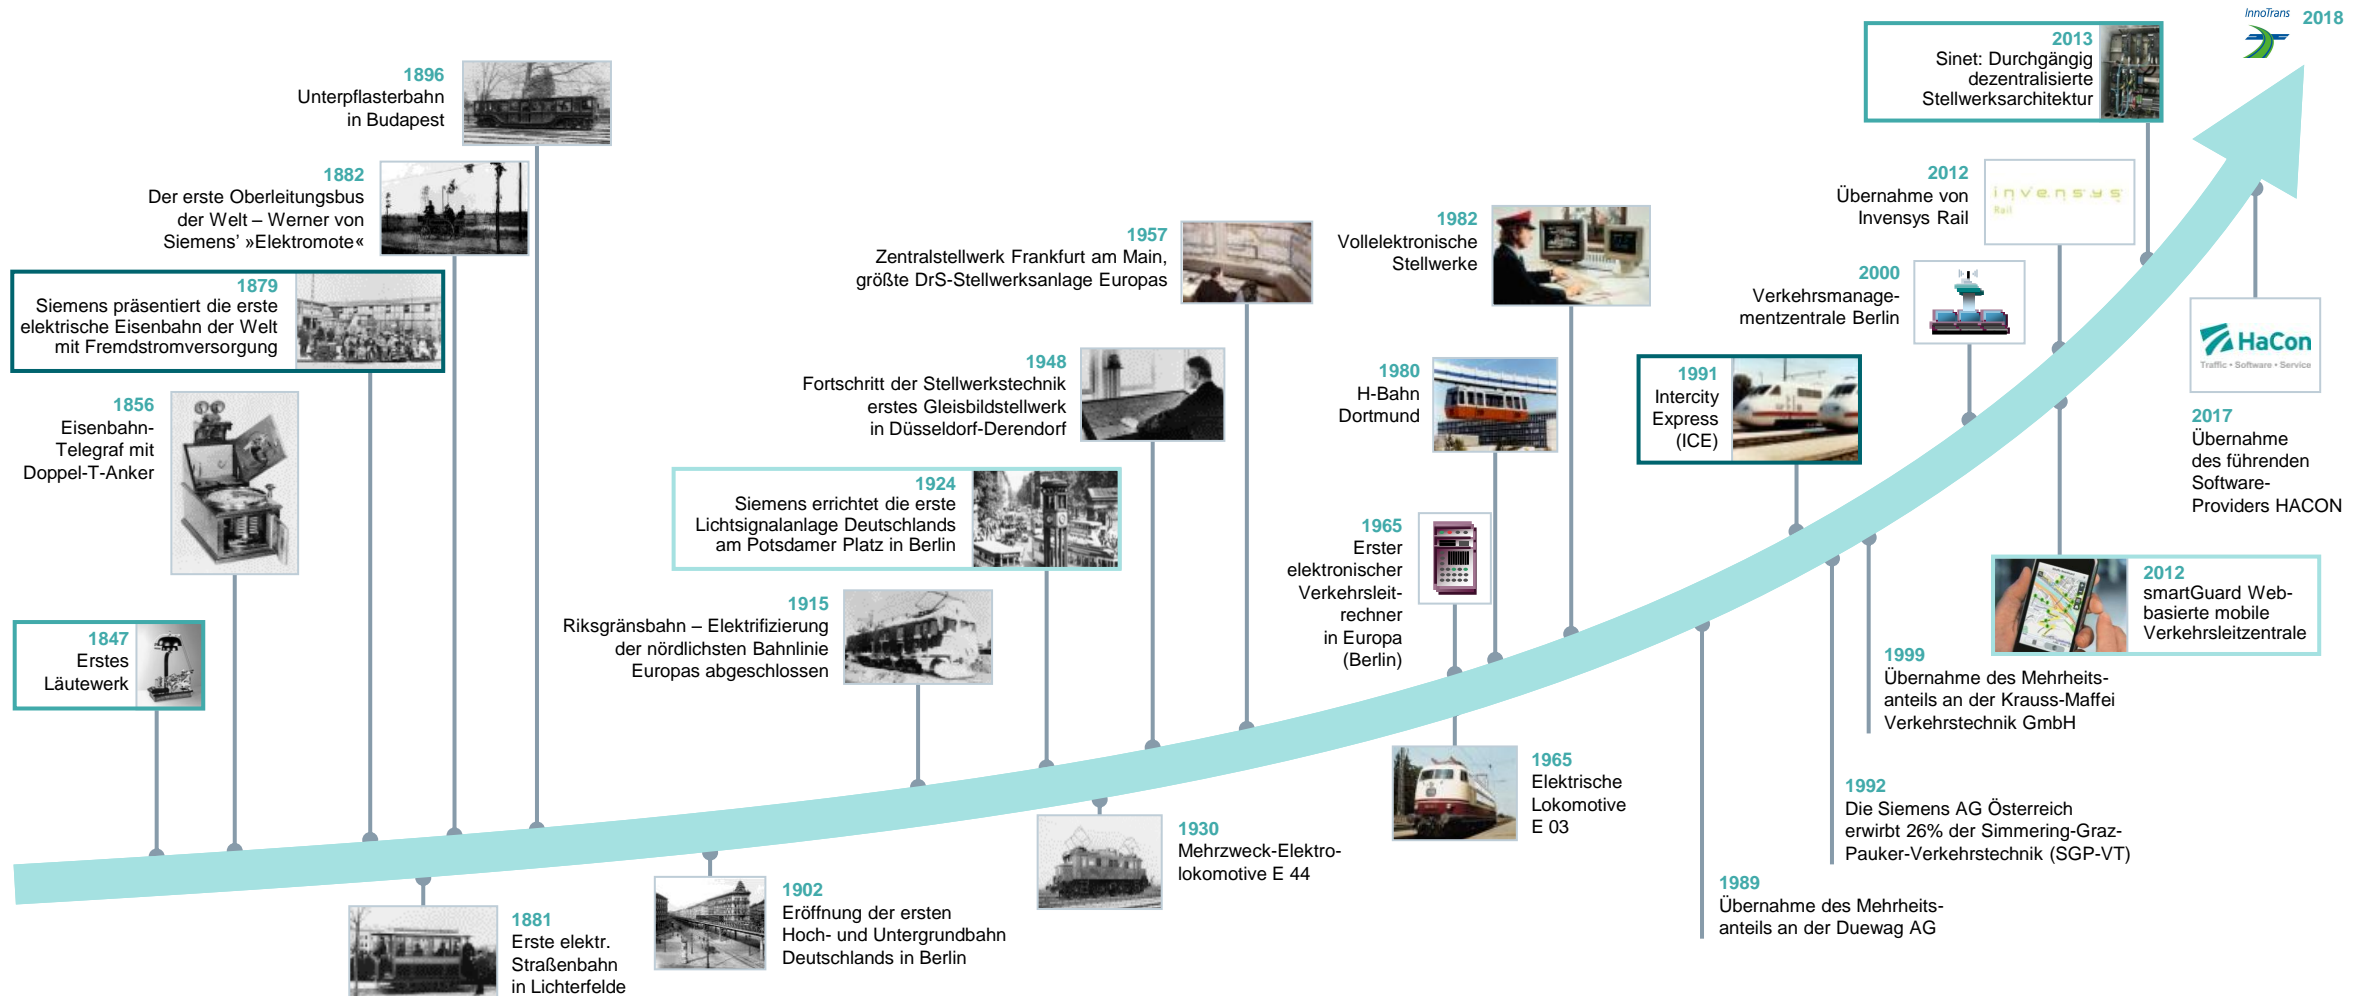 InnoTrans
2018
2013
Sinet: Durchgängig
dezentralisierte
Stellwerksarchitektur
1896
Unterpflasterbahn
in Budapest
1882
Der erste Oberleitungsbus
der Welt – Werner von
Siemens’ »Elektromote«
2012
Übernahme von
Invensys Rail
invensys
Rail
1982
Vollelektronische
Stellwerke
1957
Zentralstellwerk Frankfurt am Main,
größte DrS-Stellwerksanlage Europas
2000
Verkehrsmanage-
mentzentrale Berlin
1879
Siemens präsentiert die erste
elektrische Eisenbahn der Welt
mit Fremdstromversorgung
HaCon
Traffic • Software • Service
2017
Übernahme
des führenden
Software-
Providers HACON
1948
Fortschritt der Stellwerkstechnik
erstes Gleisbildstellwerk
in Düsseldorf-Derendorf
1980
H-Bahn
Dortmund
1991
Intercity
Express
(ICE)
1856
Eisenbahn-
Telegraf mit
Doppel-T-Anker
1924
Siemens errichtet die erste
Lichtsignalanlage Deutschlands
am Potsdamer Platz in Berlin
1965
Erster
elektronischer
Verkehrsleit-
rechner
in Europa
(Berlin)
2012
smartGuard Web-
basierte mobile
Verkehrsleitzentrale
1915
Riksgränsbahn – Elektrifizierung
der nördlichsten Bahnlinie
Europas abgeschlossen
1847
Erstes
Läutewerk
1999
Übernahme des Mehrheits-
anteils an der Krauss-Maffei
Verkehrstechnik GmbH
1965
Elektrische
Lokomotive
E 03
1992
Die Siemens AG Österreich
erwirbt 26% der Simmering-Graz-
Pauker-Verkehrstechnik (SGP-VT)
1930
Mehrzweck-Elektro-
lokomotive E 44
1989
Übernahme des Mehrheits-
anteils an der Duewag AG
1902
Eröffnung der ersten
Hoch- und Untergrundbahn
Deutschlands in Berlin
1881
Erste elektr.
Straßenbahn
in Lichterfelde